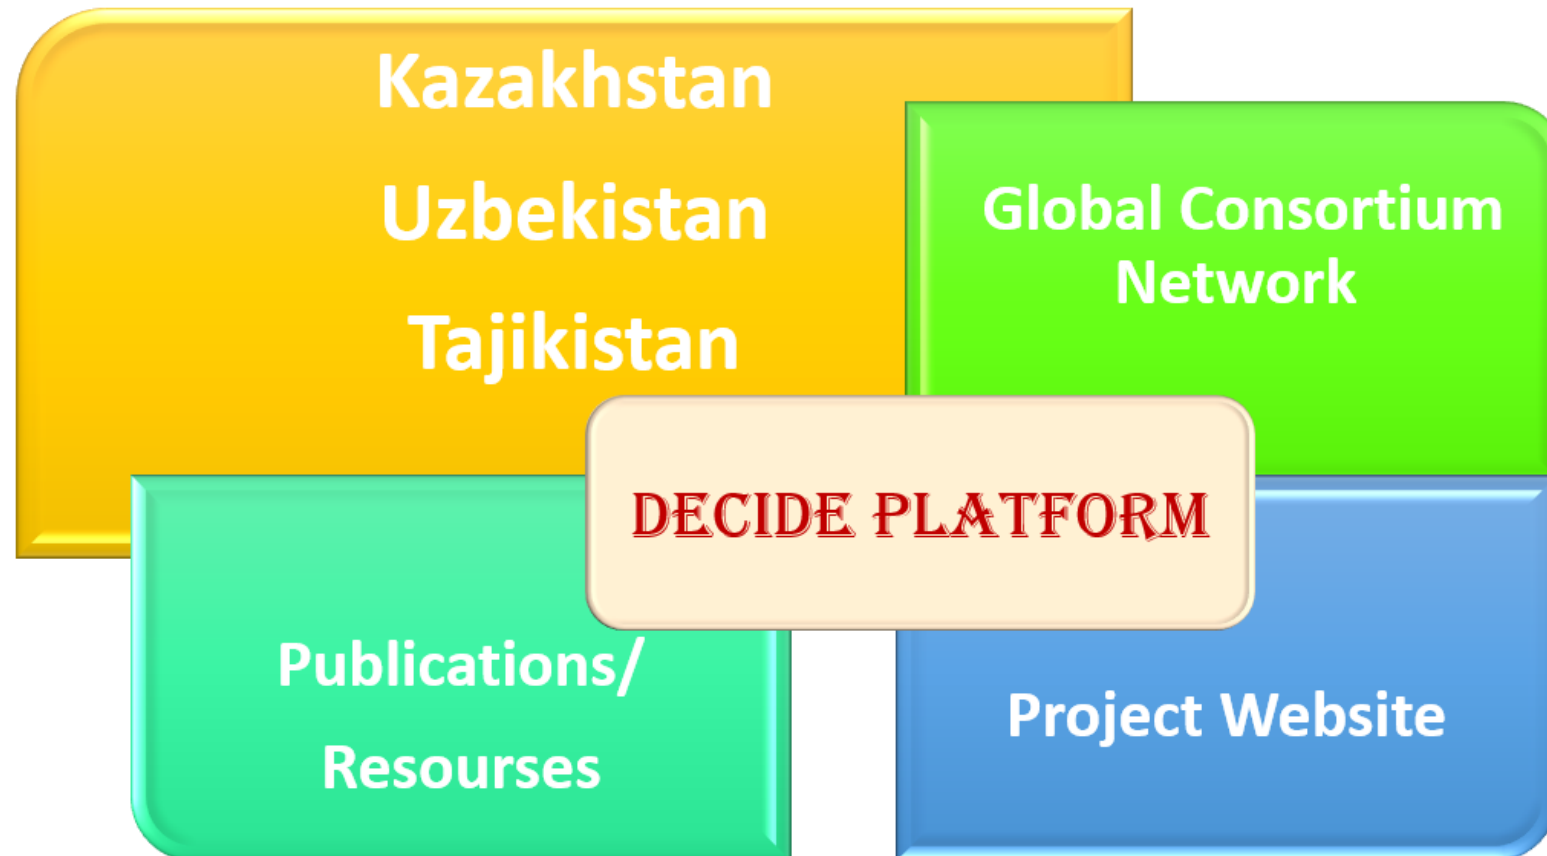 Kazakhstan
Uzbekistan
Tajikistan
Global Consortium
Network
DECIDE PLATFORM
Publications/
Resourses
Project Website